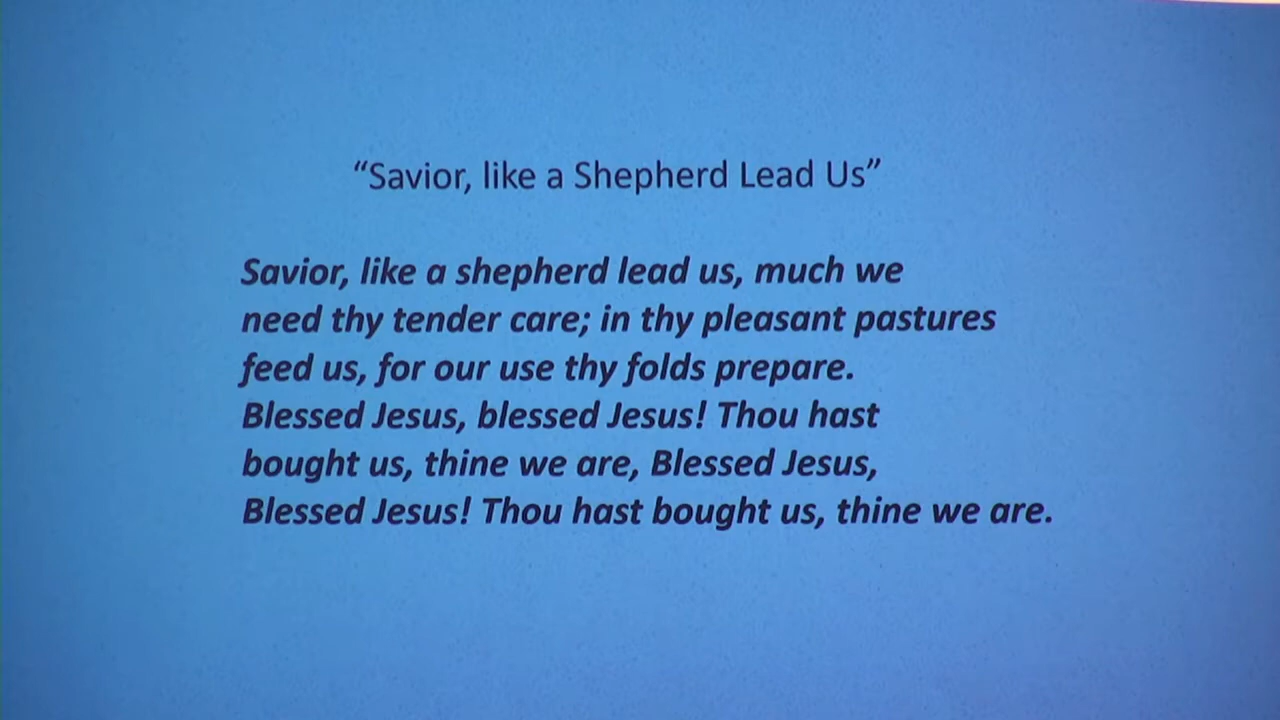 “Savior, like a Shepherd Lead Us”
Savior, like a shepherd lead us, much we
need thy tender care; in thy pleasant pastures
feed us, for our use thy folds prepare.
Blessed Jesus, blessed Jesus! Thou hast
bought us, thine we are, Blessed Jesus,
Blessed Jesus! Thou hast bought us, thine we are.